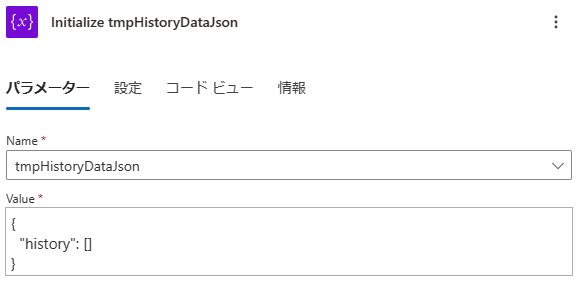 {x} Initialize tmpHistoryDataJson
パラメーター 設定 コード ビュー 情報
Name *
tmpHistoryDataJson
Value *
{
  "history": []
}